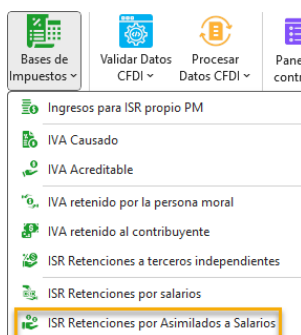 Bases de
Impuestos
Validar Datos
CFDI
Procesar
Datos CFDI
Ingresos para ISR propio PM
IVA Causado
IVA Acreditable
IVA retenido por la persona moral
IVA retenido al contribuyente
ISR Retenciones a terceros independientes
ISR Retenciones por salarios
ISR Retenciones por Asimilados a Salarios